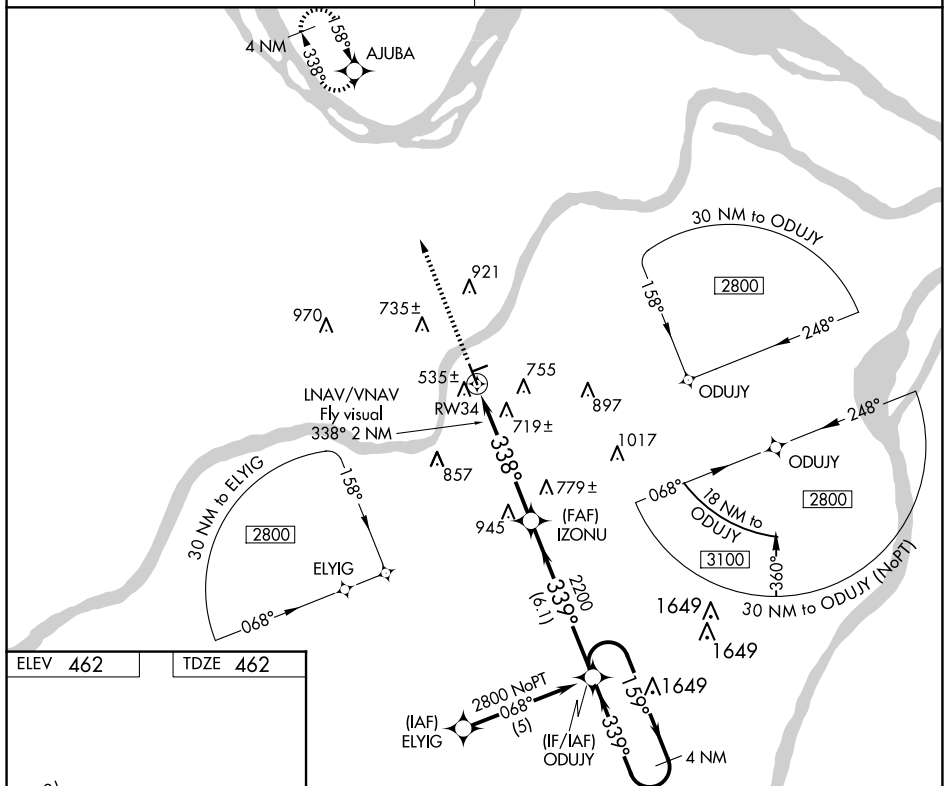 4 NM
158°
338°
AJUBA
30 NM to ODUJY
2800
158°
248°
ODUJY
921
970
735±
535±
755
897
RW34
719±
LNAV/VNAV
Fly visual
338° 2 NM
338°
1017
857
779±
945
(FAF)
IZONU
248°
ODUJY
068°
18 NM to
ODUJY
2800
3100
360°
30 NM to ODUJY (NoPT)
30 NM to ELYIG
158°
2800
ELYIG
068°
2200
339°
(6.1)
1649
1649
1649
ELEV 462
TDZE 462
2800 NoPT
068°
(5)
(IAF)
ELYIG
(IF/IAF)
ODUJY
159°
339°
4 NM